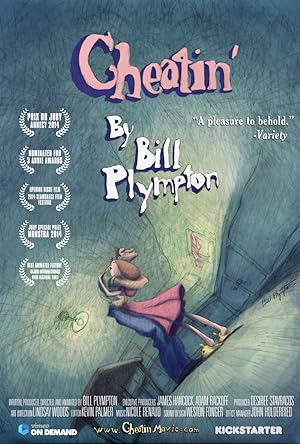 Cheatin'
By
Bill
Plympton
PRIX DU JURY
ANNECY 2014
NOMINATED FOR
3 ANNIE AWARDS
OPENING NIGHT FILM
2014 SLAMDANCE FILM
FESTIVAL
JURY SPECIAL PRIZE
MONSTRA 2014
BEST ANIMATED FEATURE
FILM FESTIVAL
"A pleasure to behold."
-Variety
WRITTEN, PRODUCED, DIRECTED, AND ANIMATED BY BILL PLYMPTON EXECUTIVE PRODUCERS JAMES HANCOCK, ADAM RACKOFF PRODUCER DESIREE STAVRACOS
ART DIRECTION LINDSAY WOODS EDITOR KEVIN PALMER MUSIC NICOLE RENAUD SOUND DESIGN WESTON FONGER OFFICE MANAGER JOHN HOLDERRIED
vimeo
ON DEMAND
www.CheatinMovie.com
KICKSTARTER